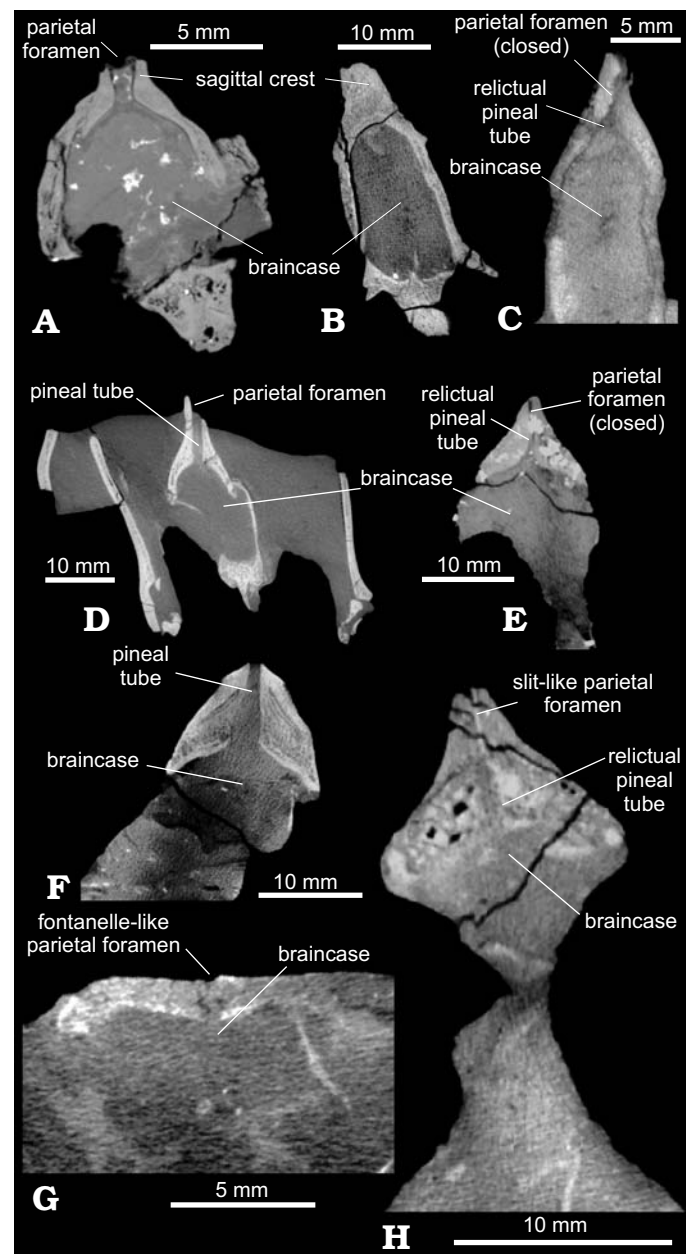 parietal
foramen
5 mm
sagittal crest
braincase
A
10 mm
B
parietal foramen
(closed)
5 mm
relictual
pineal
tube
braincase
C
pineal tube
parietal foramen
braincase
10 mm
D
relictual
pineal
tube
parietal
foramen
(closed)
10 mm
E
pineal
tube
braincase
F
10 mm
fontanelle-like
parietal foramen
braincase
G
5 mm
slit-like parietal
foramen
relictual
pineal
tube
braincase
H
10 mm